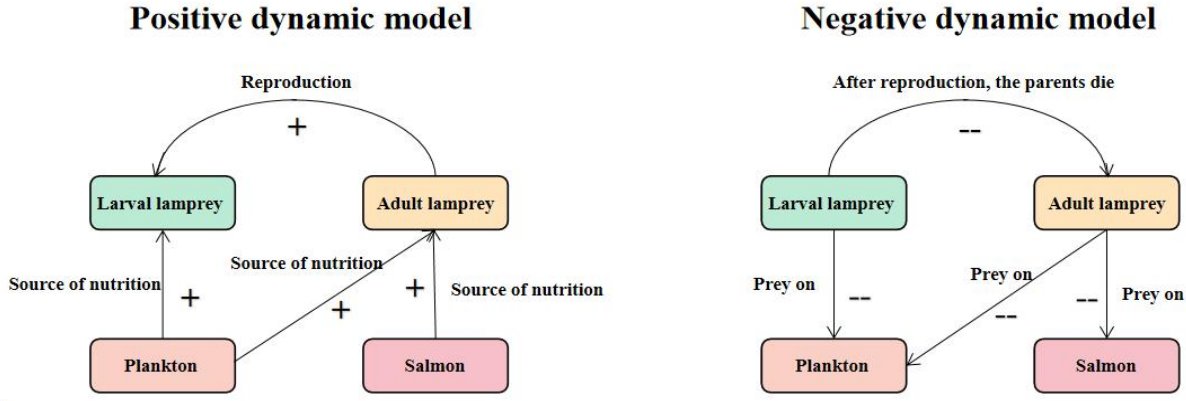 Positive dynamic model
Reproduction
+
Larval lamprey
Adult lamprey
Source of nutrition
Source of nutrition
Source of nutrition
+
+
+
Plankton
Salmon
Negative dynamic model
After reproduction, the parents die
--
Larval lamprey
Adult lamprey
Prey on
Prey on
Prey on
--
--
--
Plankton
Salmon